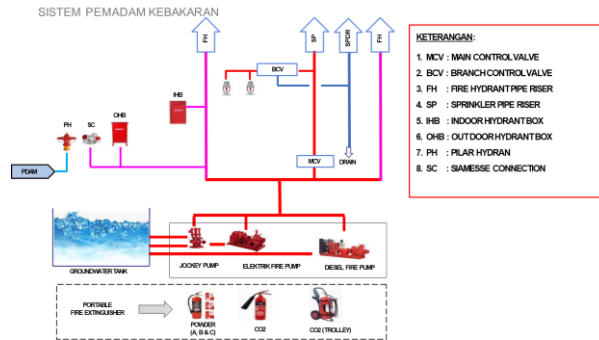 SISTEM PEMADAM KEBAKARAN
FH
SP
SPDR
FH
BCV
IHB
PH
SC
OHB
PDAM
MCV
DRAIN
GROUNDWATER TANK
JOCKEY PUMP
ELEKTRIK FIRE PUMP
DIESEL FIRE PUMP
PORTABLE
FIRE EXTINGUISHER
POWDER
(A, B & C)
CO2
CO2 (TROLLEY)
KETERANGAN:
1. MCV : MAIN CONTROL VALVE
2. BCV : BRANCH CONTROL VALVE
3. FH : FIRE HYDRANT PIPE RISER
4. SP : SPRINKLER PIPE RISER
5. IHB : INDOOR HYDRANT BOX
6. OHB : OUTDOOR HYDRANT BOX
7. PH : PILAR HYDRAN
8. SC : SIAMESSE CONNECTION